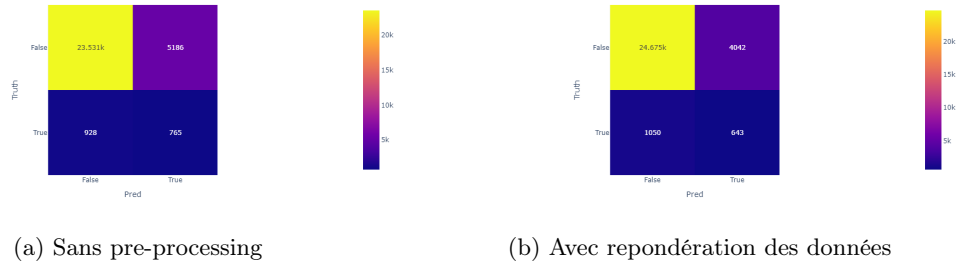 False
23.531k
5186
True
928
765
False
True
Truth
Pred
20k
15k
10k
5k
False
24.675k
4042
True
1050
643
False
True
Truth
Pred
20k
15k
10k
5k
(a) Sans pre-processing
(b) Avec repondération des données